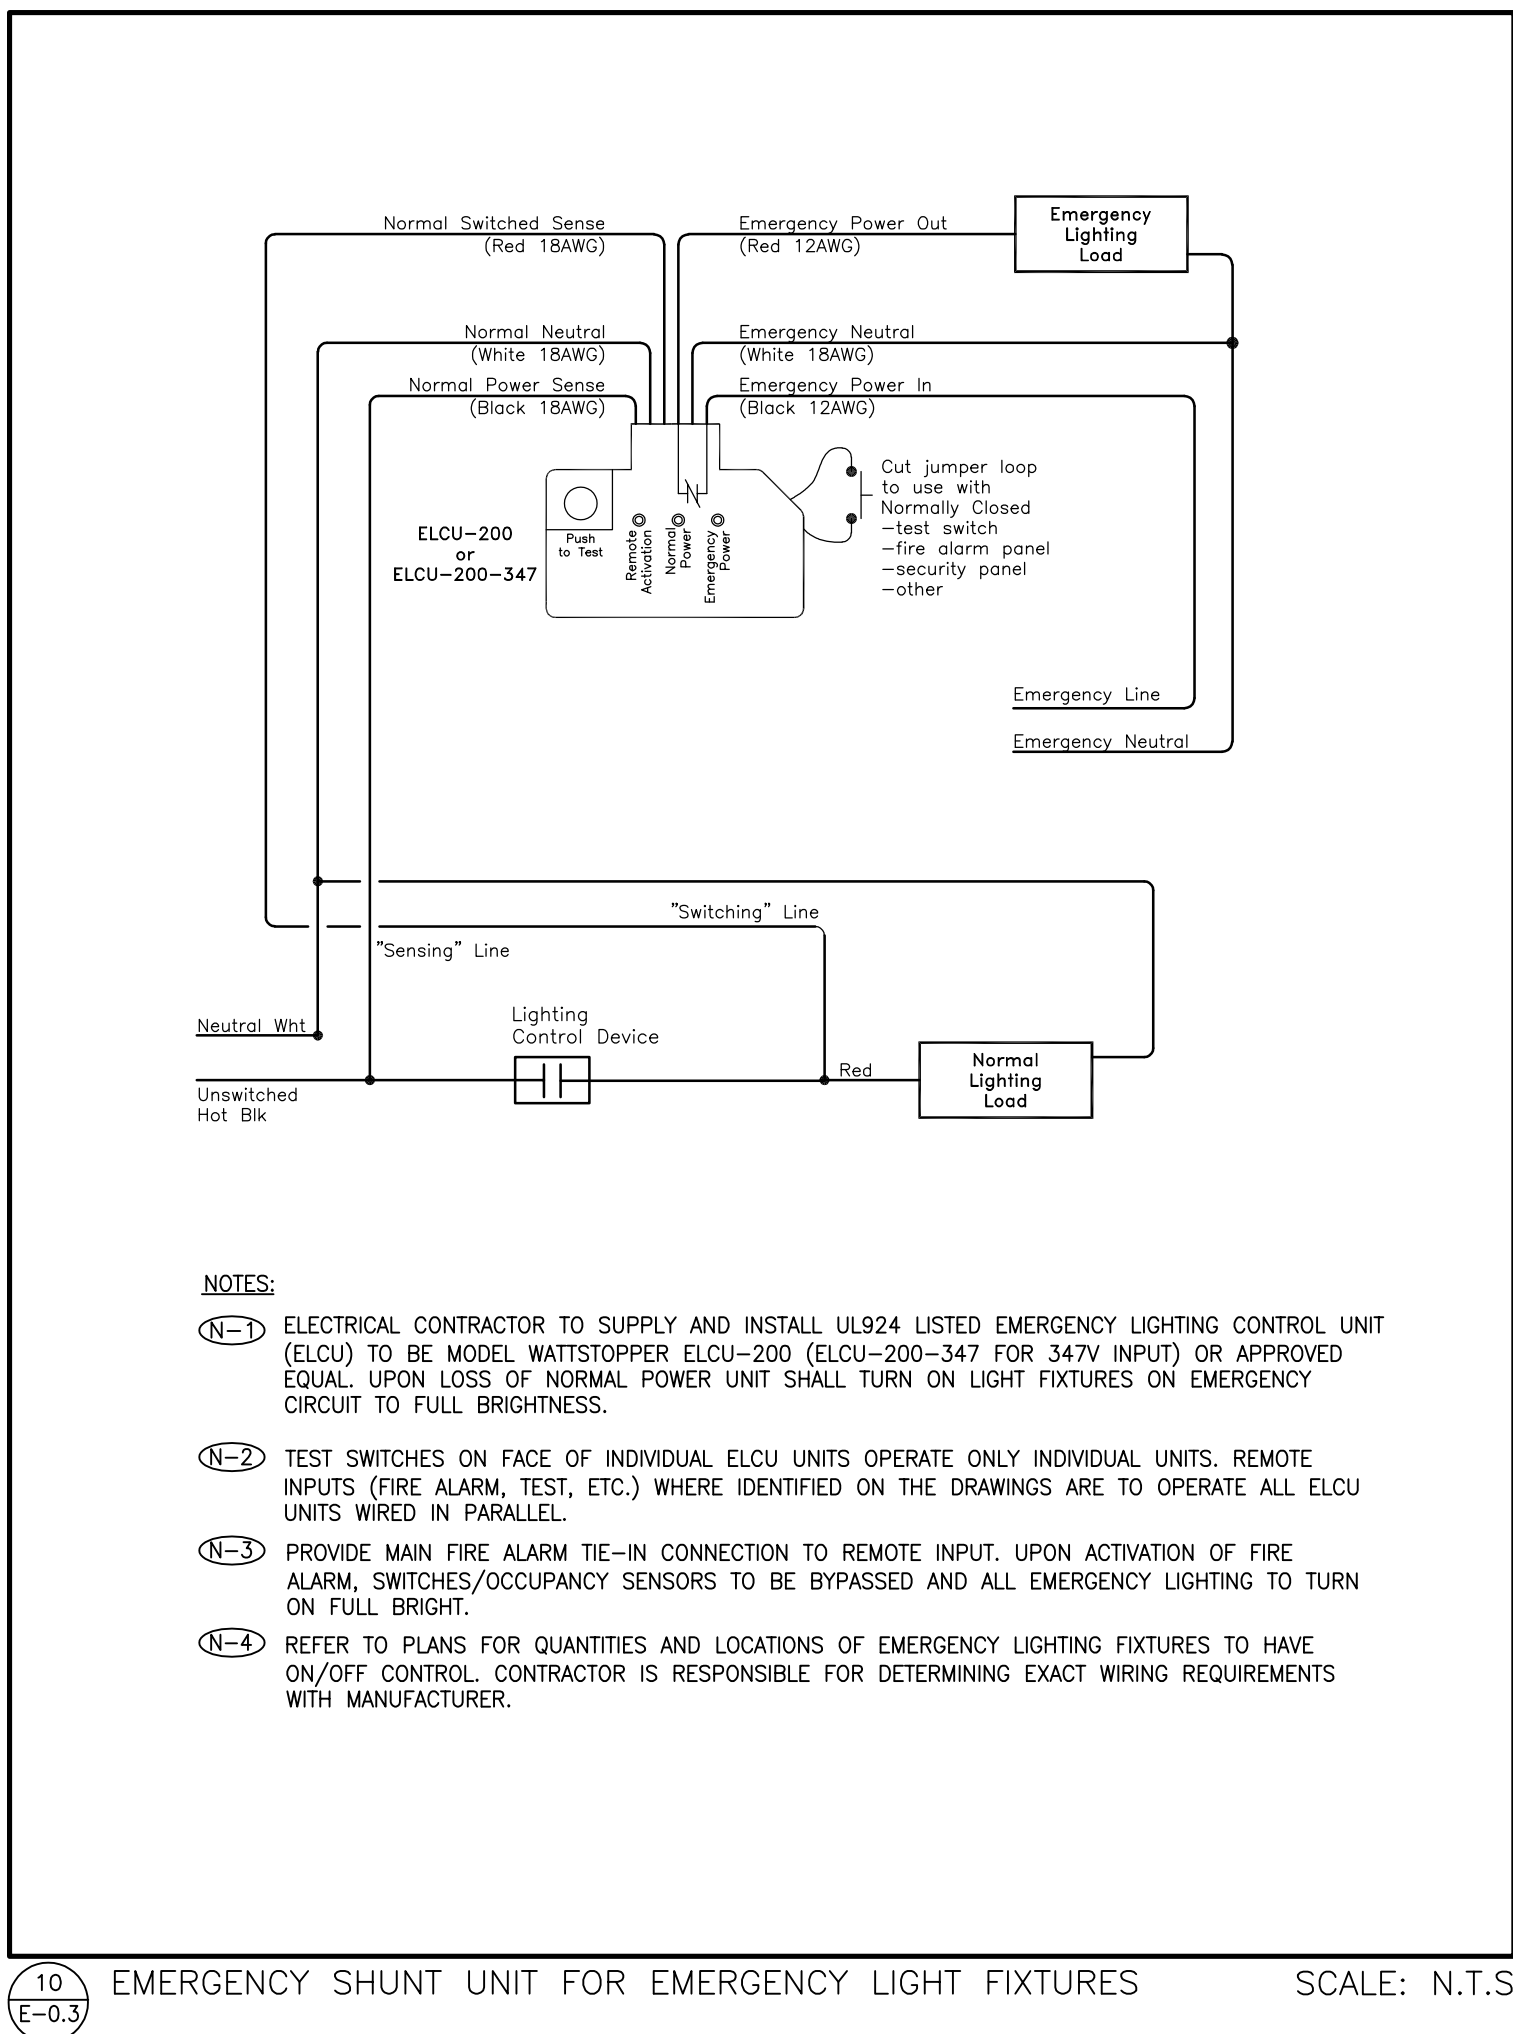 Normal Switched Sense
(Red 18AWG)
Emergency Power Out
(Red 12AWG)
Emergency
Lighting
Load
Normal Neutral
(White 18AWG)
Emergency Neutral
(White 18AWG)
Normal Power Sense
(Black 18AWG)
Emergency Power In
(Black 12AWG)
ELCU-200
or
ELCU-200-347
Push
to Test
Remote
Activation
Normal
Power
Emergency
Power
Cut jumper loop
to use with
Normally Closed
-test switch
-fire alarm panel
-security panel
-other
Emergency Line
Emergency Neutral
"Switching" Line
"Sensing" Line
Neutral Wht
Lighting
Control Device
Unswitched
Hot Blk
Red
Normal
Lighting
Load
NOTES:
N-1 ELECTRICAL CONTRACTOR TO SUPPLY AND INSTALL UL924 LISTED EMERGENCY LIGHTING CONTROL UNIT
(ELCU) TO BE MODEL WATTSTOPPER ELCU-200 (ELCU-200-347 FOR 347V INPUT) OR APPROVED
EQUAL. UPON LOSS OF NORMAL POWER UNIT SHALL TURN ON LIGHT FIXTURES ON EMERGENCY
CIRCUIT TO FULL BRIGHTNESS.
N-2 TEST SWITCHES ON FACE OF INDIVIDUAL ELCU UNITS OPERATE ONLY INDIVIDUAL UNITS. REMOTE
INPUTS (FIRE ALARM, TEST, ETC.) WHERE IDENTIFIED ON THE DRAWINGS ARE TO OPERATE ALL ELCU
UNITS WIRED IN PARALLEL.
N-3 PROVIDE MAIN FIRE ALARM TIE-IN CONNECTION TO REMOTE INPUT. UPON ACTIVATION OF FIRE
ALARM, SWITCHES/OCCUPANCY SENSORS TO BE BYPASSED AND ALL EMERGENCY LIGHTING TO TURN
ON FULL BRIGHT.
N-4 REFER TO PLANS FOR QUANTITIES AND LOCATIONS OF EMERGENCY LIGHTING FIXTURES TO HAVE
ON/OFF CONTROL. CONTRACTOR IS RESPONSIBLE FOR DETERMINING EXACT WIRING REQUIREMENTS
WITH MANUFACTURER.
10
E-0.3
EMERGENCY SHUNT UNIT FOR EMERGENCY LIGHT FIXTURES
SCALE: N.T.S